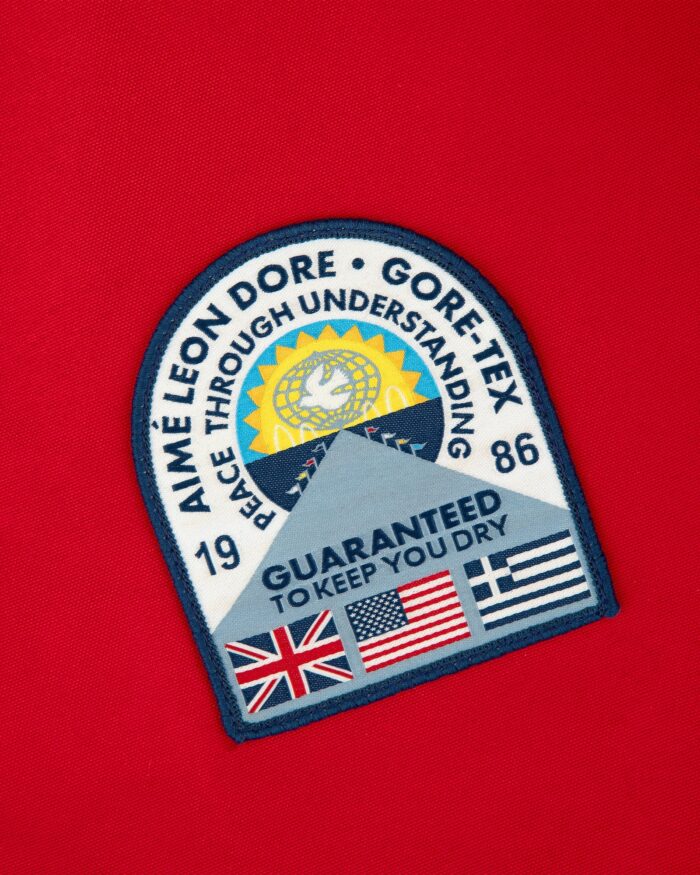 AIMÉ LEON DORE • GORE-TEX
PEACE THROUGH UNDERSTANDING
19 86
GUARANTEED
TO KEEP YOU DRY